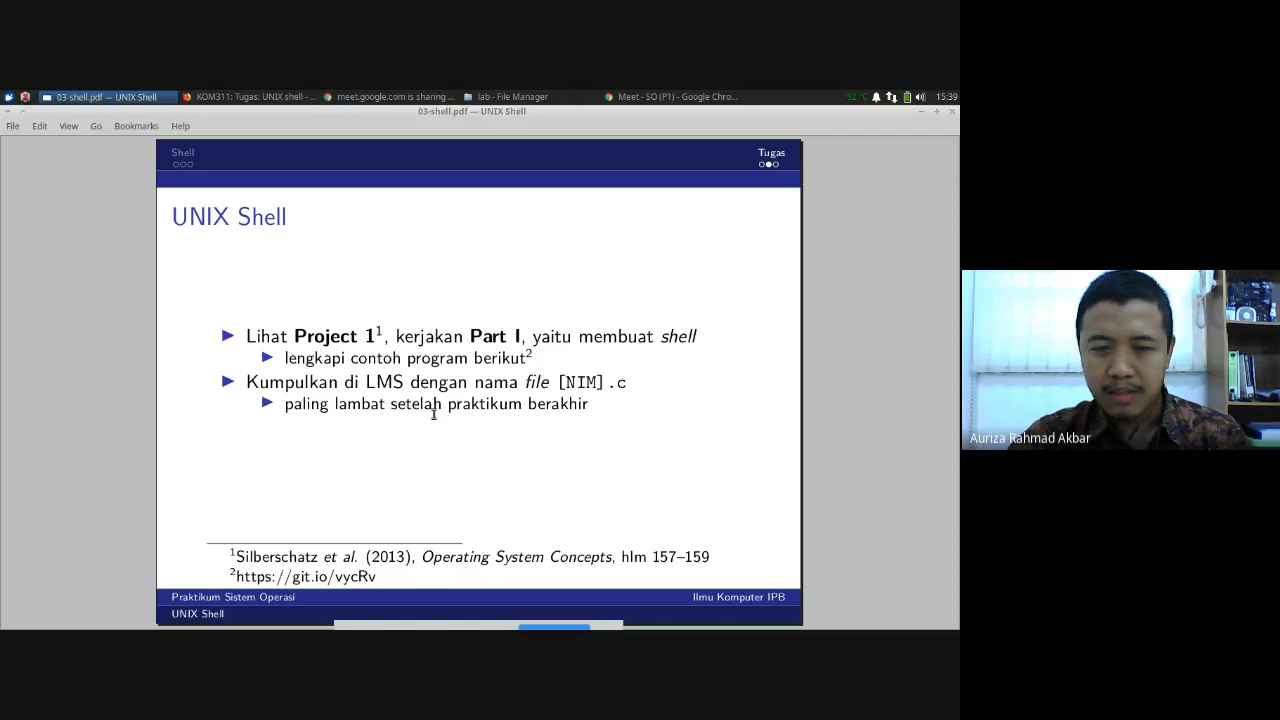 03-shell.pdf — UNIX Shell
KOM311: Tugas: UNIX shell - ...
meet.google.com is sharing ...
lab - File Manager
Meet - SO (P1) - Google Chro...
52°C
15:39
03-shell.pdf — UNIX Shell
File Edit View Go Bookmarks Help
Shell
Tugas
UNIX Shell
Lihat Project 1¹, kerjakan Part I, yaitu membuat shell
lengkapi contoh program berikut²
Kumpulkan di LMS dengan nama file [NIM].c
paling lambat setelah praktikum berakhir
¹Silberschatz et al. (2013), Operating System Concepts, hlm 157–159
²https://git.io/vycRv
Praktikum Sistem Operasi
Ilmu Komputer IPB
UNIX Shell
Auriza Rahmad Akbar